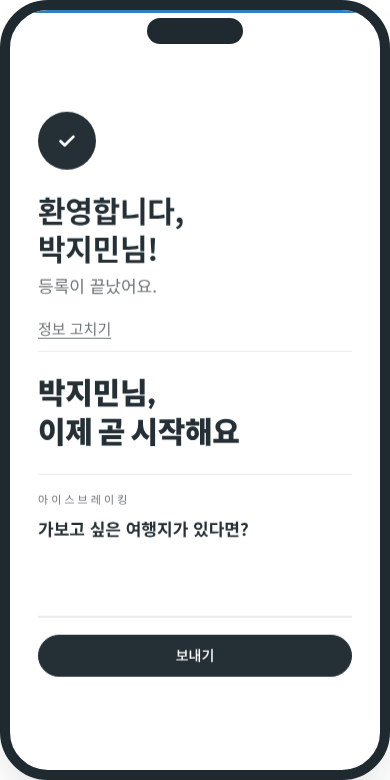 환영합니다,
박지민님!
등록이 끝났어요.
정보 고치기
박지민님,
이제 곧 시작해요
아이스브레이킹
가보고 싶은 여행지가 있다면?
보내기